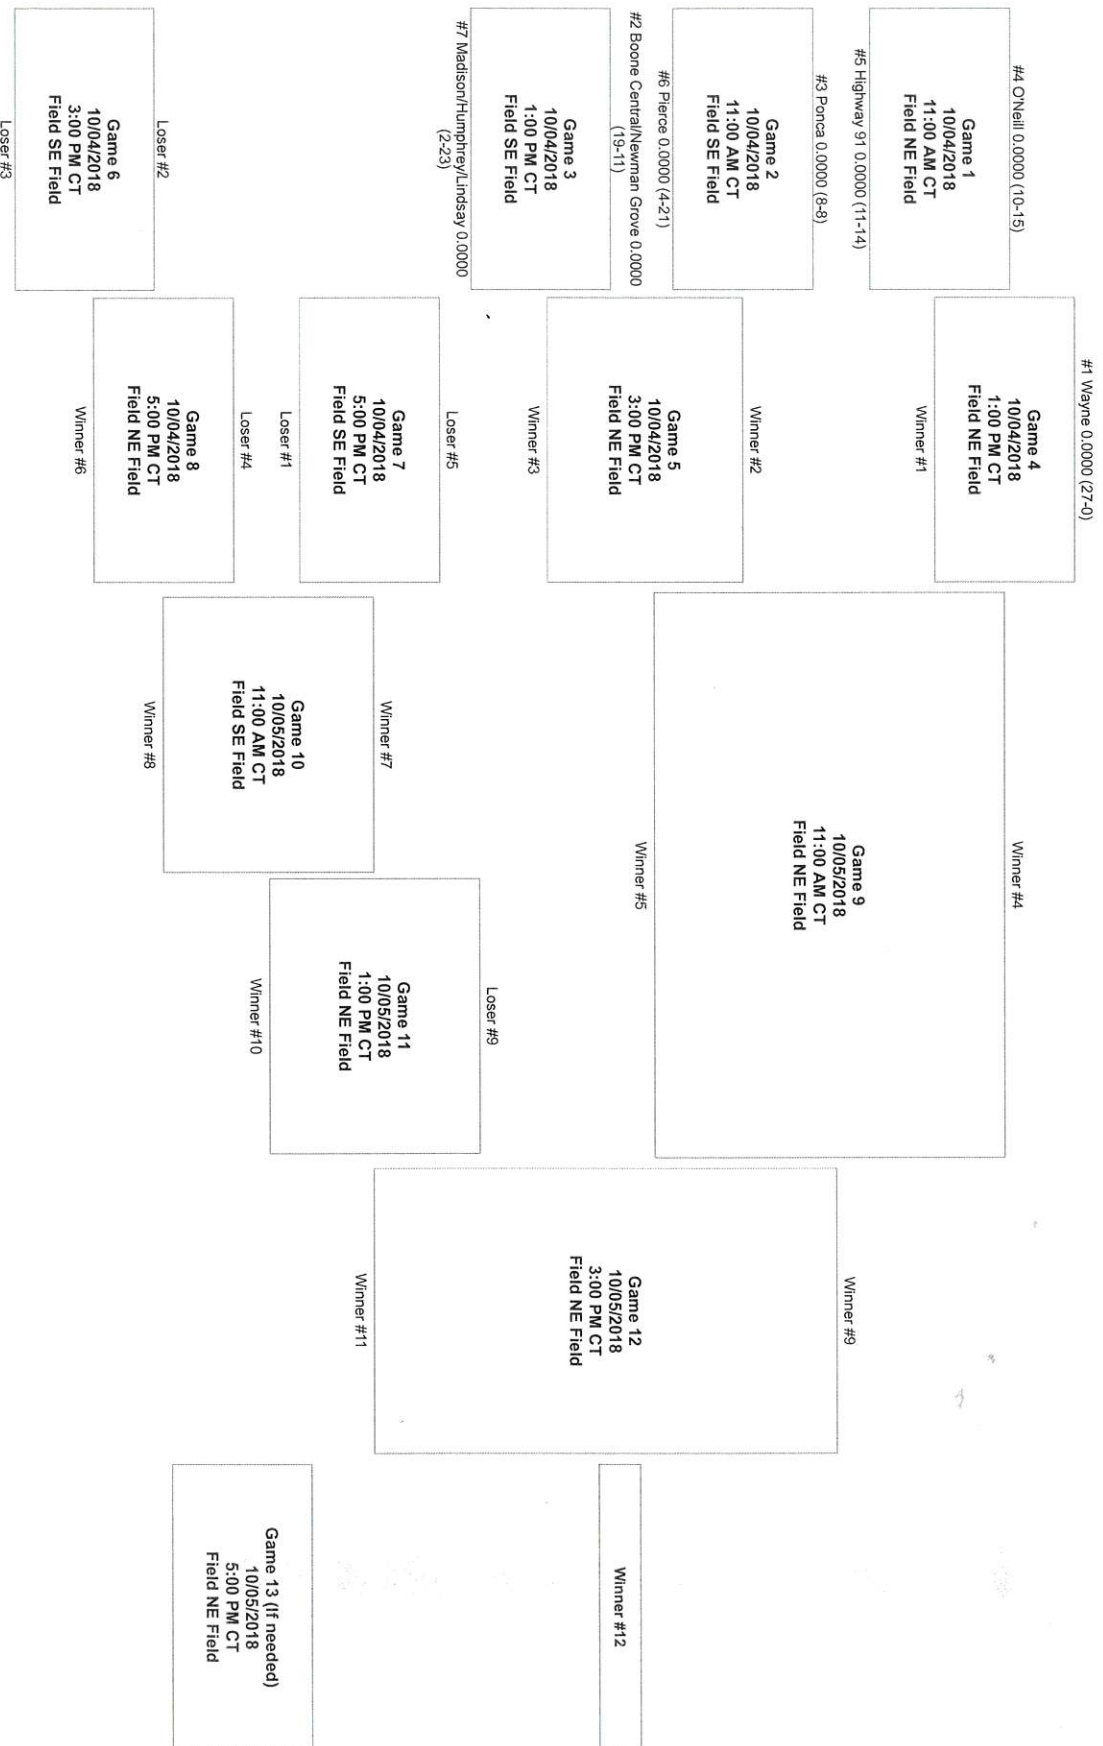 #1 Wayne 0.0000 (27-0)
#4 O'Neill 0.0000 (10-15)
Game 1
10/04/2018
11:00 AM CT
Field NE Field
#5 Highway 91 0.0000 (11-14)
Game 4
10/04/2018
1:00 PM CT
Field NE Field
Winner #1
#3 Ponca 0.0000 (8-8)
Game 2
10/04/2018
11:00 AM CT
Field SE Field
#6 Pierce 0.0000 (4-21)
#2 Boone Central/Newman Grove 0.0000
(19-11)
Game 3
10/04/2018
1:00 PM CT
Field SE Field
#7 Madison/Humphrey/Lindsay 0.0000
(2-23)
Winner #2
Game 5
10/04/2018
3:00 PM CT
Field NE Field
Winner #3
Loser #2
Game 6
10/04/2018
3:00 PM CT
Field SE Field
Loser #3
Loser #5
Game 7
10/04/2018
5:00 PM CT
Field SE Field
Loser #1
Loser #4
Game 8
10/04/2018
5:00 PM CT
Field NE Field
Winner #6
Winner #4
Game 9
10/05/2018
11:00 AM CT
Field NE Field
Winner #5
Winner #7
Game 10
10/05/2018
11:00 AM CT
Field SE Field
Winner #8
Loser #9
Game 11
10/05/2018
1:00 PM CT
Field NE Field
Winner #10
Winner #9
Game 12
10/05/2018
3:00 PM CT
Field NE Field
Winner #11
Winner #12
Game 13 (If needed)
10/05/2018
5:00 PM CT
Field NE Field